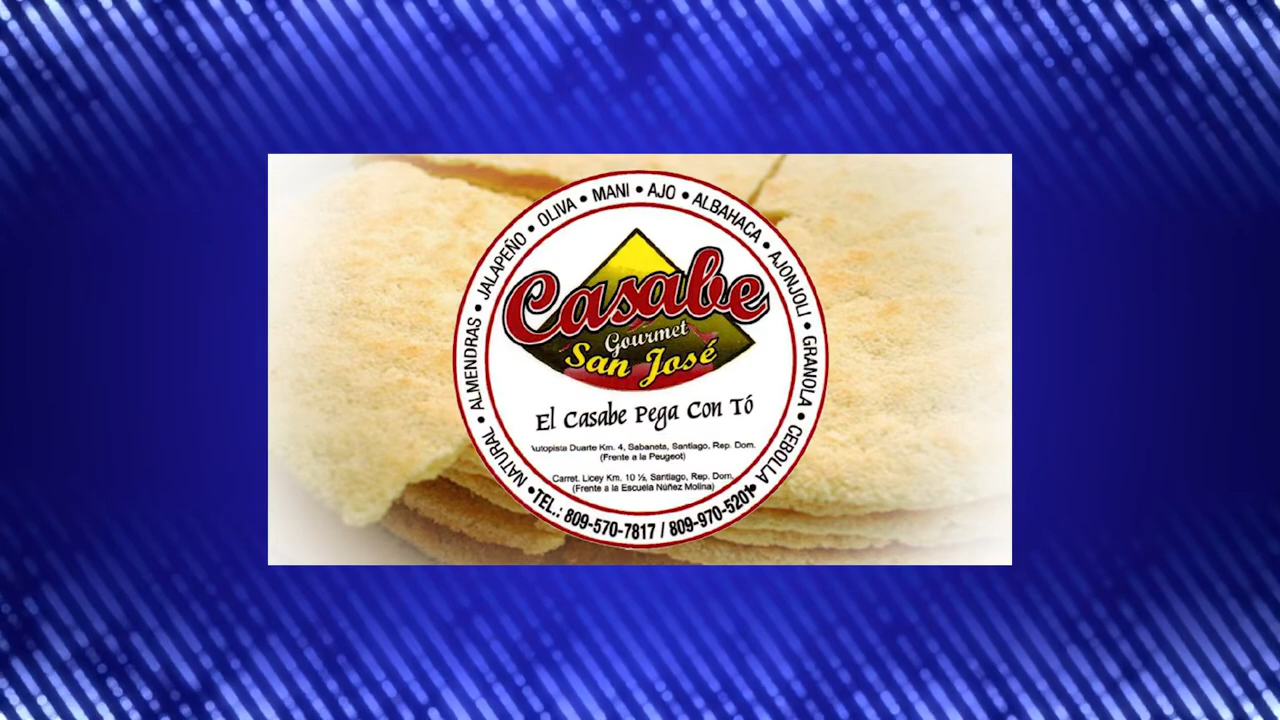 NATURAL • ALMENDRAS • JALAPEÑO • OLIVA • MANI • AJO • ALBAHACA • AJONJOLI • GRANOLA • CEBOLLA •
Casabe
Gourmet
San José
El Casabe Pega Con Tó
Autopista Duarte Km. 4, Sabaneta, Santiago, Rep. Dom.
(Frente a la Peugeot)
Carret. Licey Km. 10 ½, Santiago, Rep. Dom.
(Frente a la Escuela Núñez Molina)
• TEL.: 809-570-7817 / 809-970-5201